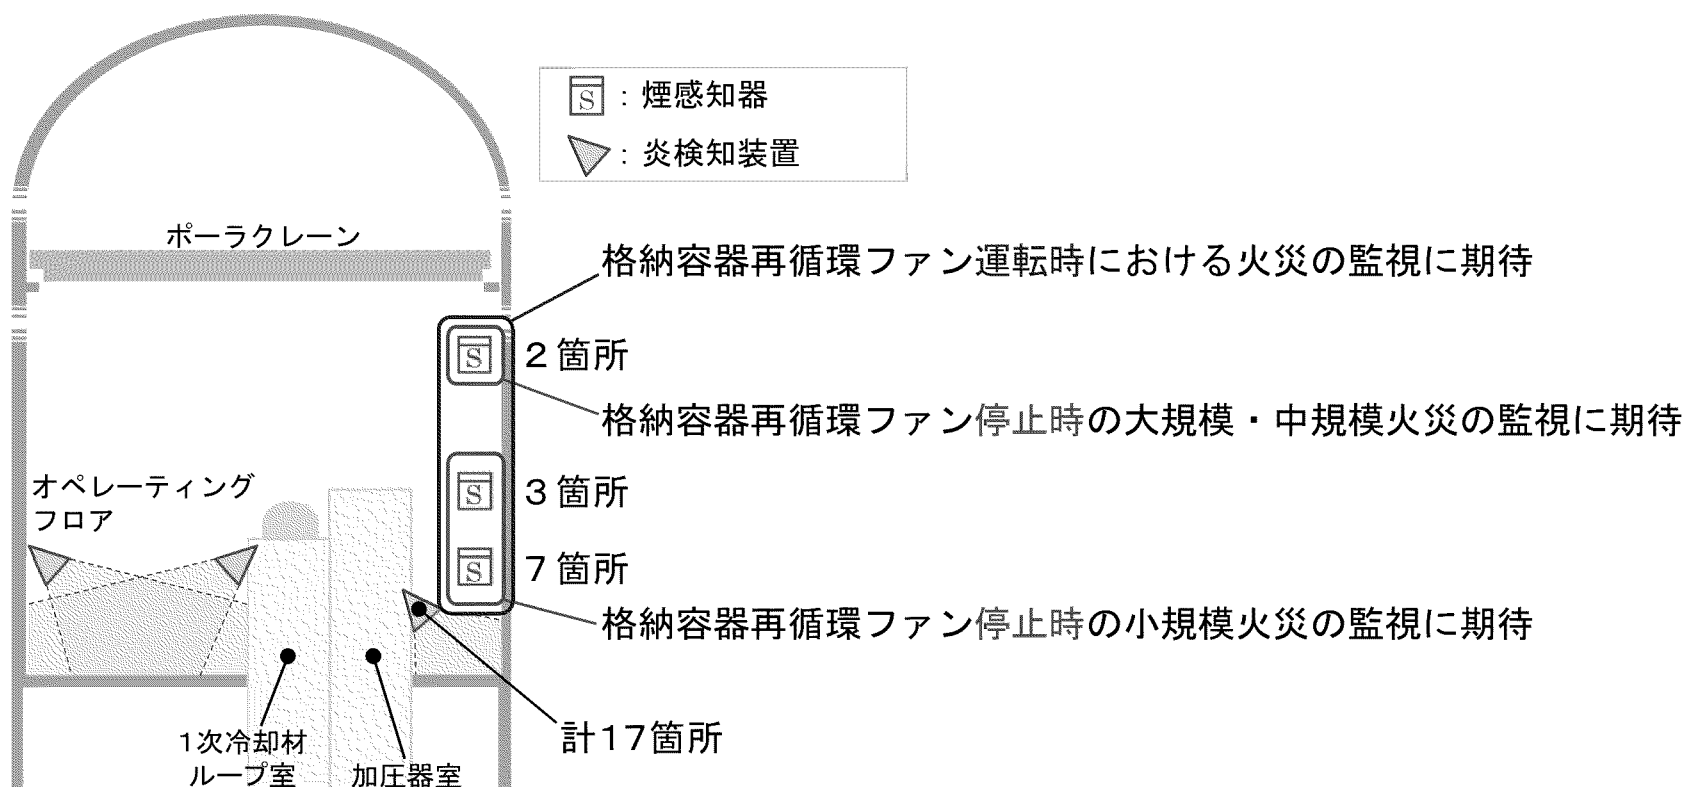 S : 煙感知器
: 炎検知装置
ポーラクレーン
格納容器再循環ファン運転時における火災の監視に期待
S 2箇所
格納容器再循環ファン停止時の大規模・中規模火災の監視に期待
オペレーティング
フロア
S 3箇所
S 7箇所
格納容器再循環ファン停止時の小規模火災の監視に期待
計17箇所
1次冷却材
ループ室
加圧器室